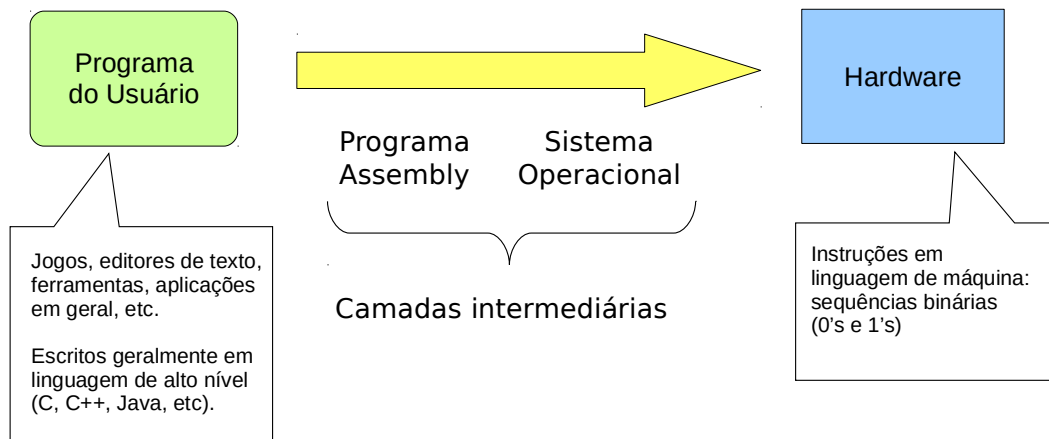 Programa
do Usuário
Hardware
Programa
Assembly
Sistema
Operacional
Camadas intermediárias
Jogos, editores de texto,
ferramentas, aplicações
em geral, etc.
Escritos geralmente em
linguagem de alto nível
(C, C++, Java, etc).
Instruções em
linguagem de máquina:
sequências binárias
(0’s e 1’s)